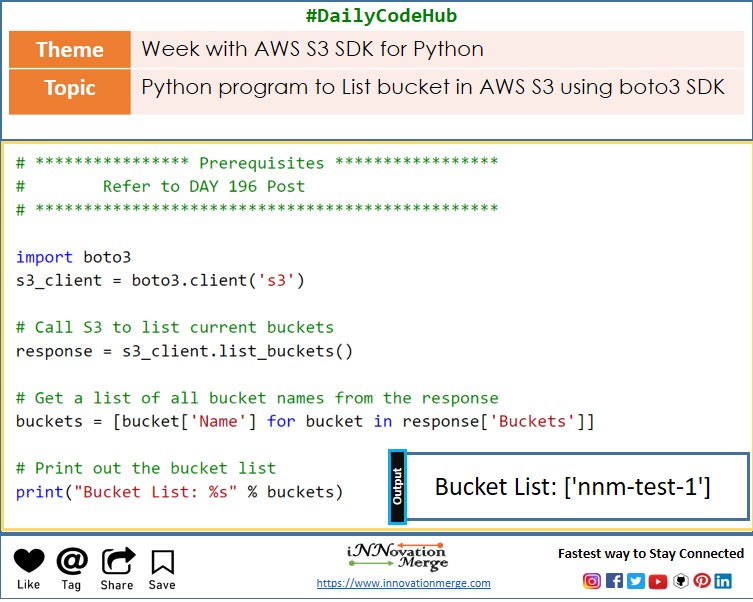 #DailyCodeHub
Theme
Week with AWS S3 SDK for Python
Topic
Python program to List bucket in AWS S3 using boto3 SDK
# **************** Prerequisites *****************
#        Refer to DAY 196 Post
# ************************************************
import boto3
s3_client = boto3.client('s3')
# Call S3 to list current buckets
response = s3_client.list_buckets()
# Get a list of all bucket names from the response
buckets = [bucket['Name'] for bucket in response['Buckets']]
# Print out the bucket list
print("Bucket List: %s" % buckets)
Output
Bucket List: ['nnm-test-1']
Like
Tag
Share
Save
iNNovation
Merge
https://www.innovationmerge.com
Fastest way to Stay Connected